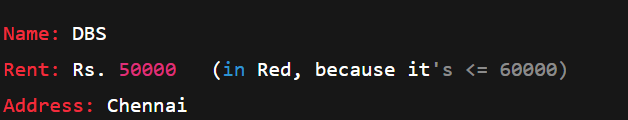 Name: DBS
Rent: Rs. 50000   (in Red, because it's <= 60000)
Address: Chennai